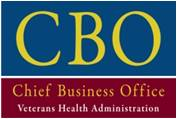 CBO
Chief Business Office
Veterans Health Administration